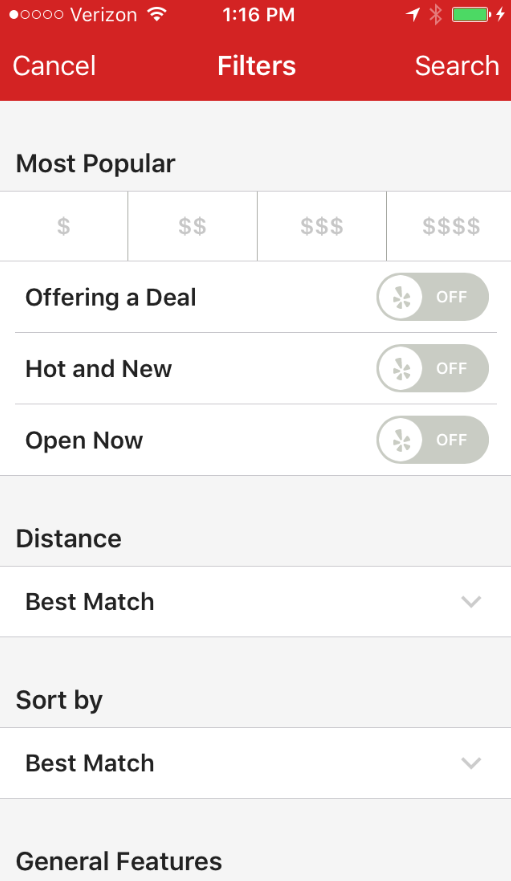 Verizon 1:16 PM
Cancel Filters Search
Most Popular
$ $$ $$$ $$$$
Offering a Deal OFF
Hot and New OFF
Open Now OFF
Distance
Best Match
Sort by
Best Match
General Features